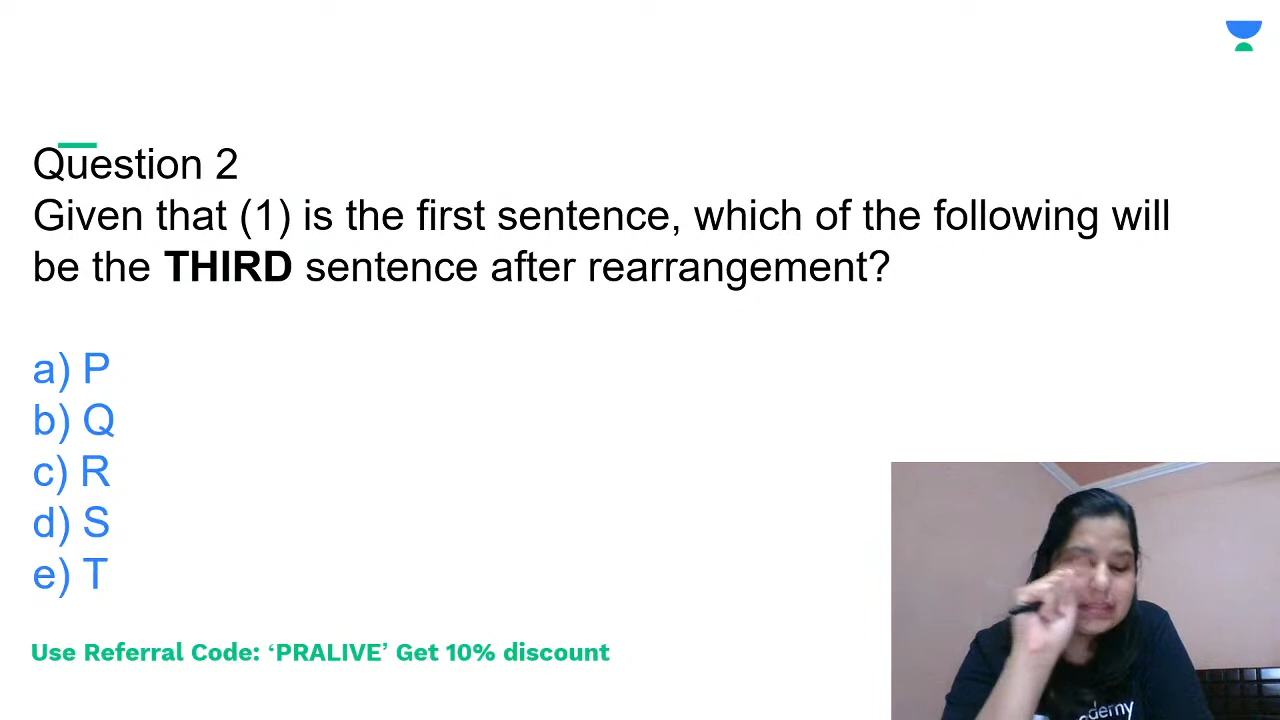 Question 2
Given that (1) is the first sentence, which of the following will
be the THIRD sentence after rearrangement?
a) P
b) Q
c) R
d) S
e) T
Use Referral Code: ‘PRALIVE’ Get 10% discount